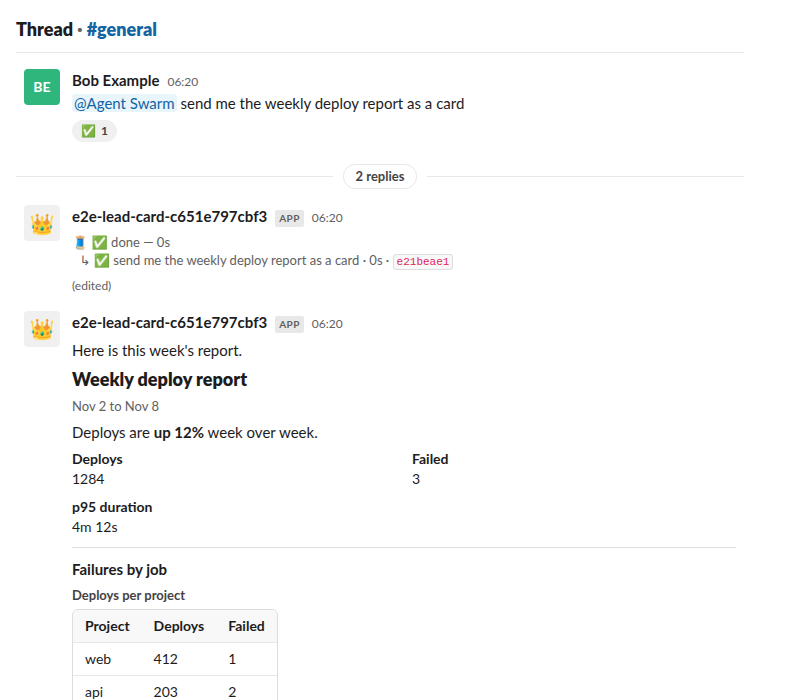 Thread • #general
BE
Bob Example 06:20
@Agent Swarm send me the weekly deploy report as a card
✅ 1
2 replies
e2e-lead-card-c651e797cbf3 APP 06:20
🧵 ✅ done — 0s
↳ ✅ send me the weekly deploy report as a card · 0s · e21beae1
(edited)
e2e-lead-card-c651e797cbf3 APP 06:20
Here is this week's report.
Weekly deploy report
Nov 2 to Nov 8
Deploys are up 12% week over week.
Deploys Failed
1284 3
p95 duration
4m 12s
Failures by job
Deploys per project
Project Deploys Failed
web 412 1
api 203 2